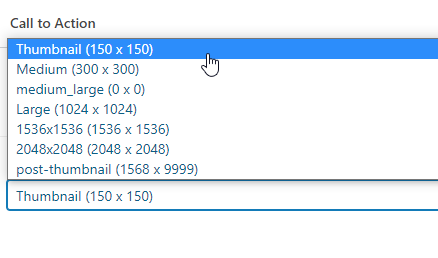 Call to Action
Thumbnail (150 x 150)
Medium (300 x 300)
medium_large (0 x 0)
Large (1024 x 1024)
1536x1536 (1536 x 1536)
2048x2048 (2048 x 2048)
post-thumbnail (1568 x 9999)
Thumbnail (150 x 150)